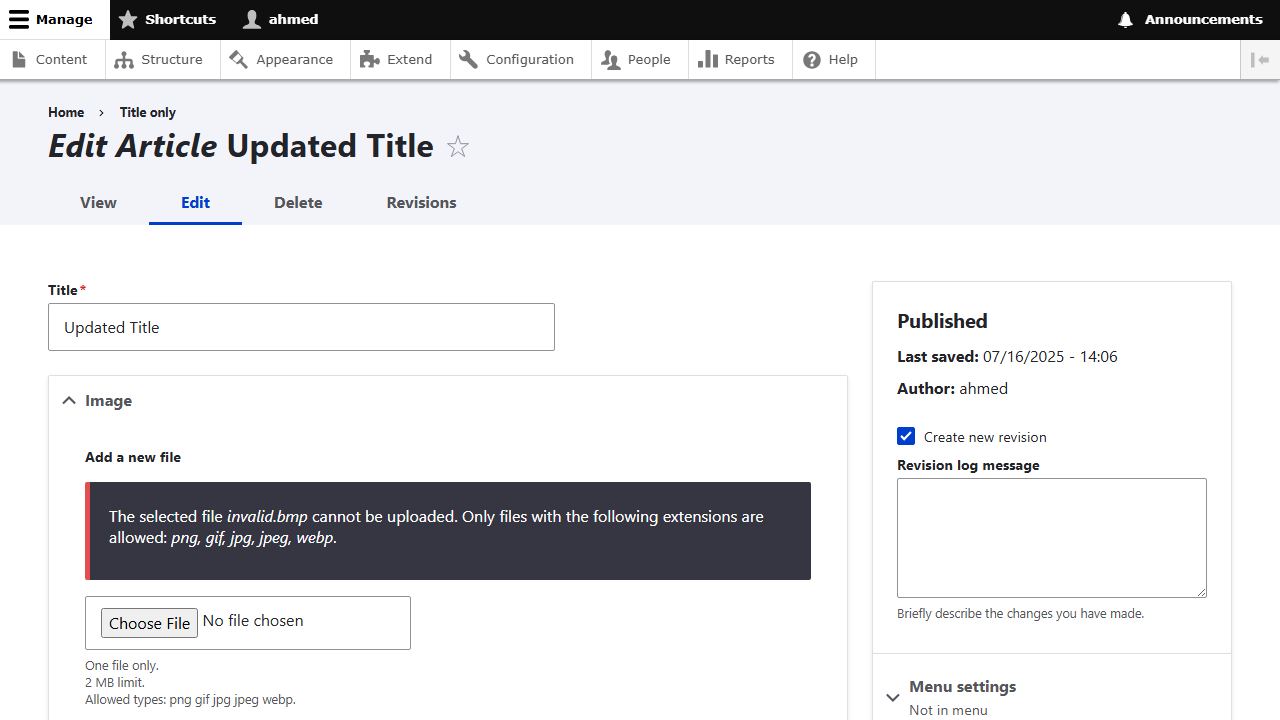 Manage
Shortcuts
ahmed
Announcements
Content
Structure
Appearance
Extend
Configuration
People
Reports
Help
Home
Title only
Edit Article Updated Title
View
Edit
Delete
Revisions
Title*
Updated Title
Image
Add a new file
The selected file invalid.bmp cannot be uploaded. Only files with the following extensions are
allowed: png, gif, jpg, jpeg, webp.
Choose File No file chosen
One file only.
2 MB limit.
Allowed types: png gif jpg jpeg webp.
Published
Last saved: 07/16/2025 - 14:06
Author: ahmed
Create new revision
Revision log message
Briefly describe the changes you have made.
Menu settings
Not in menu